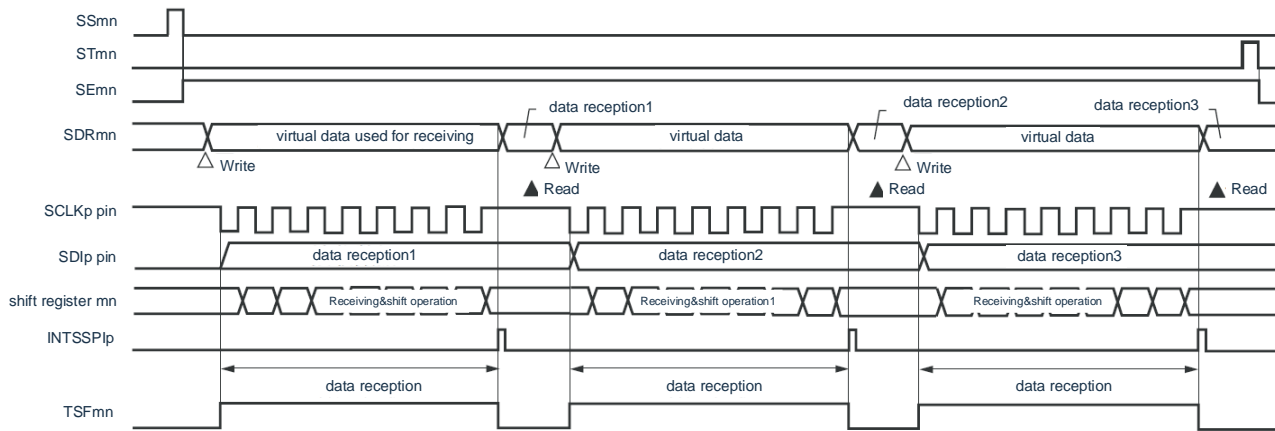 SSmn
STmn
SEmn
data reception1
data reception2
data reception3
SDRmn
virtual data used for receiving
virtual data
virtual data
Write
Write
Write
Read
Read
Read
SCLKp pin
SDIp pin
data reception1
data reception2
data reception3
shift register mn
Receiving&shift operation
Receiving&shift operation1
Receiving&shift operation
INTSSPIp
data reception
data reception
data reception
TSFmn